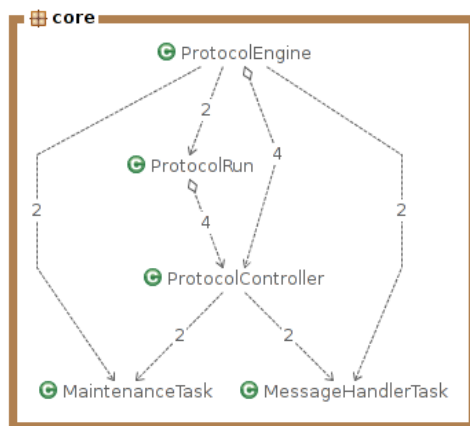 core
C ProtocolEngine
2
C ProtocolRun
4
2
2
4
C ProtocolController
2
2
C MaintenanceTask
C MessageHandlerTask